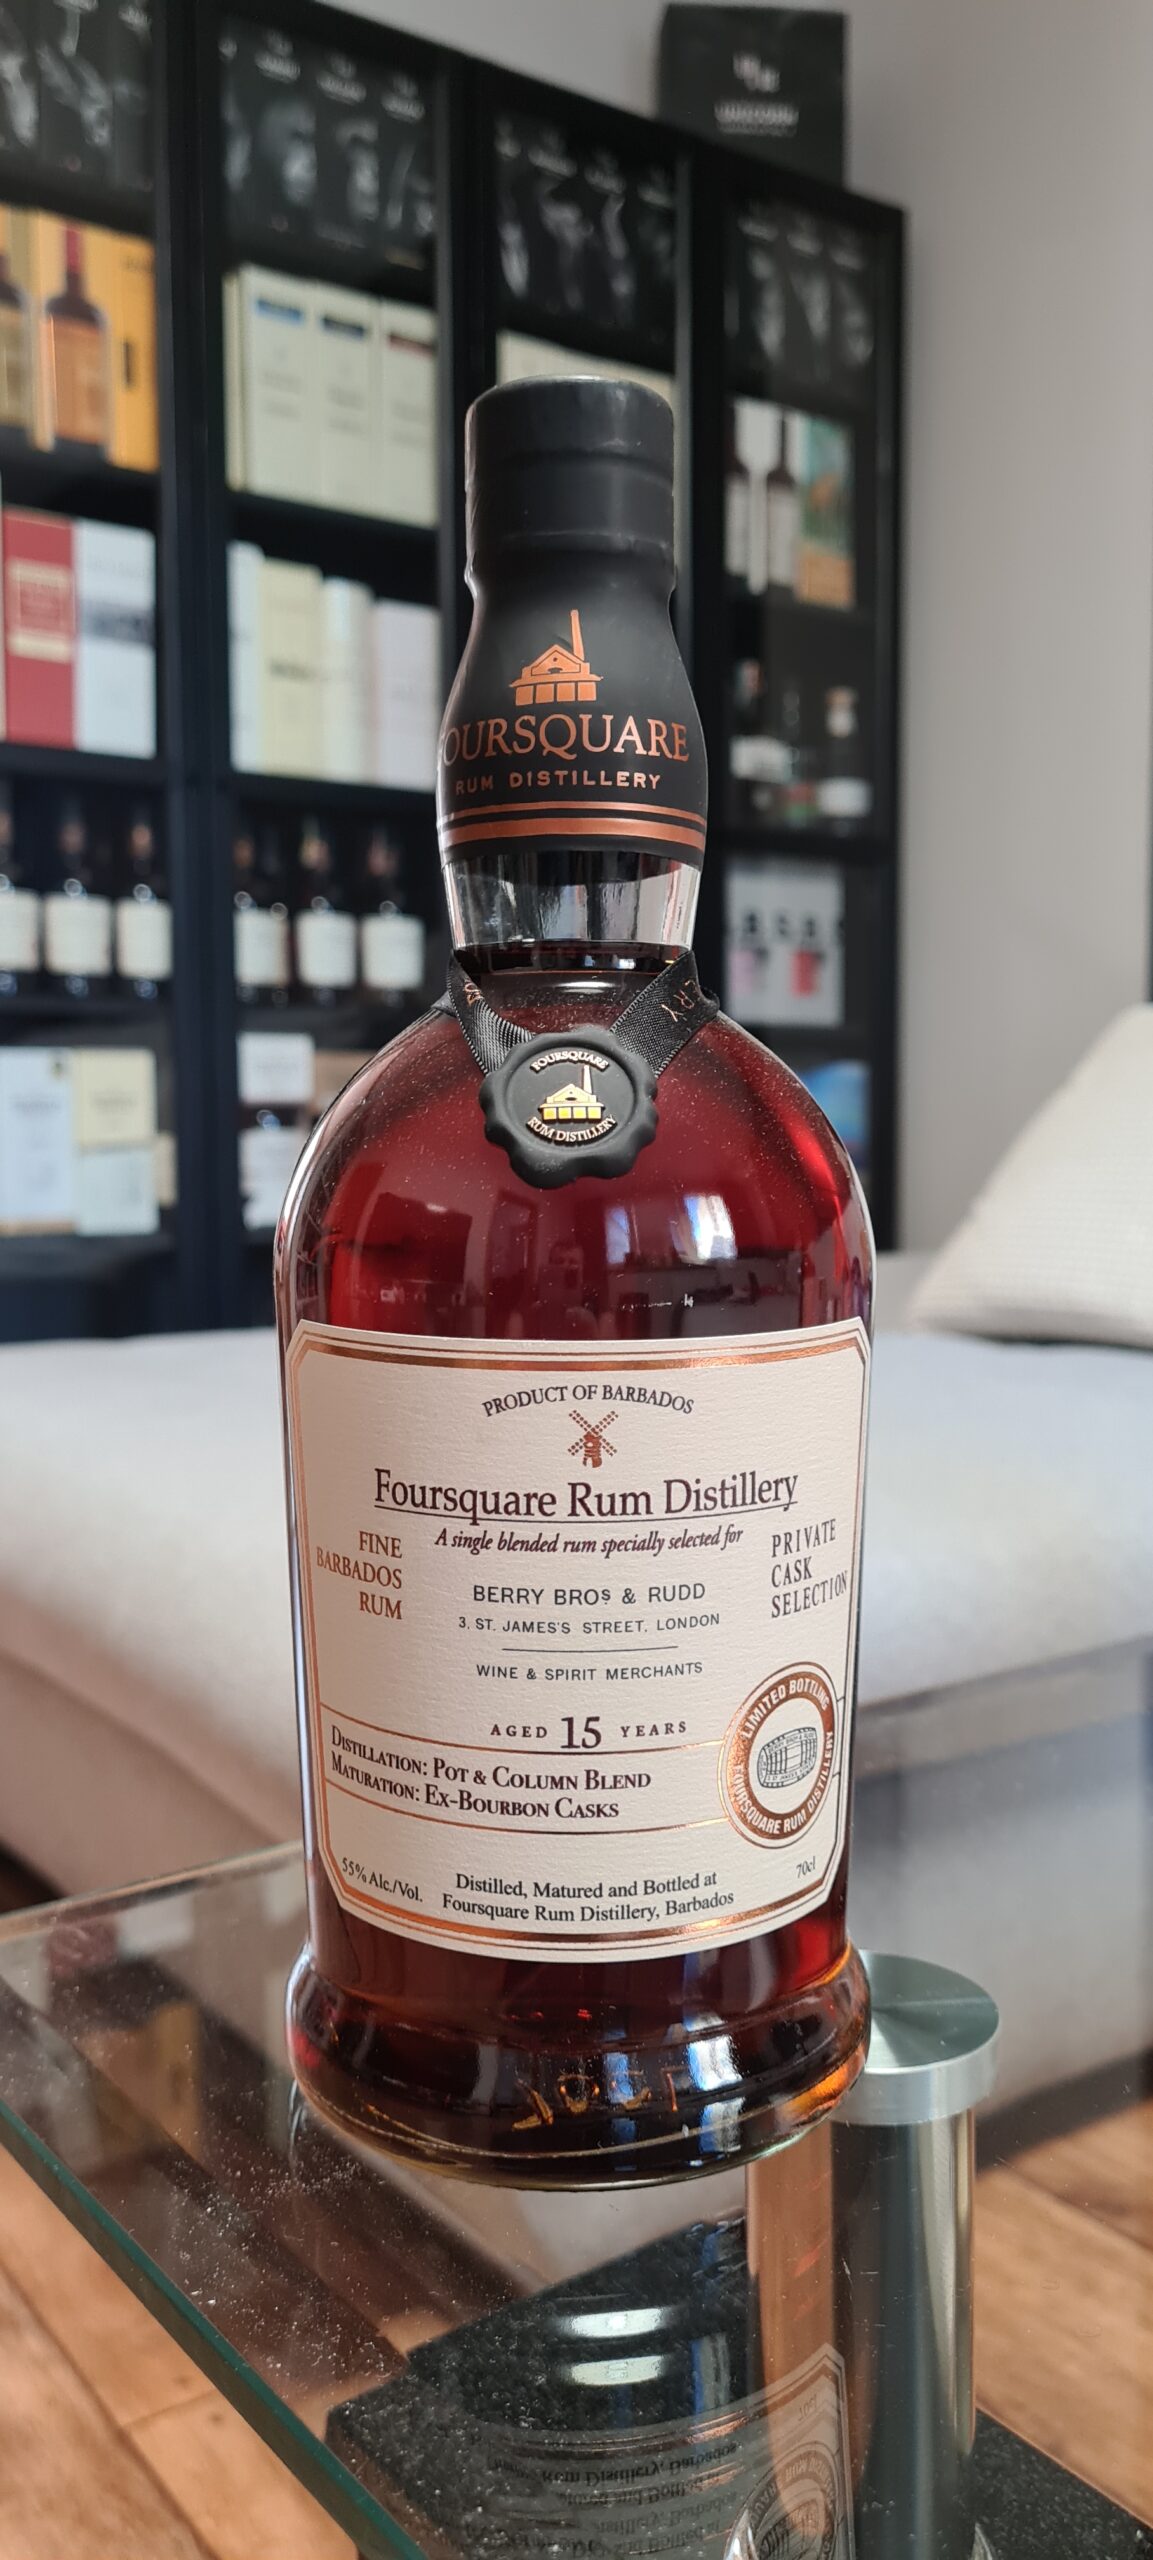 OURSQUARE
RUM DISTILLERY
ERY
FOURSQUARE
RUM DISTILLERY
PRODUCT OF BARBADOS
Foursquare Rum Distillery
A single blended rum specially selected for
FINE
BARBADOS
RUM
PRIVATE
CASK
SELECTION
BERRY BROS & RUDD
3, ST. JAMES'S STREET, LONDON
WINE & SPIRIT MERCHANTS
AGED 15 YEARS
DISTILLATION: POT & COLUMN BLEND
MATURATION: EX-BOURBON CASKS
LIMITED BOTTLING
FOURSQUARE RUM DISTILLERY
55% Alc./Vol.
Distilled, Matured and Bottled at
Foursquare Rum Distillery, Barbados
70cl